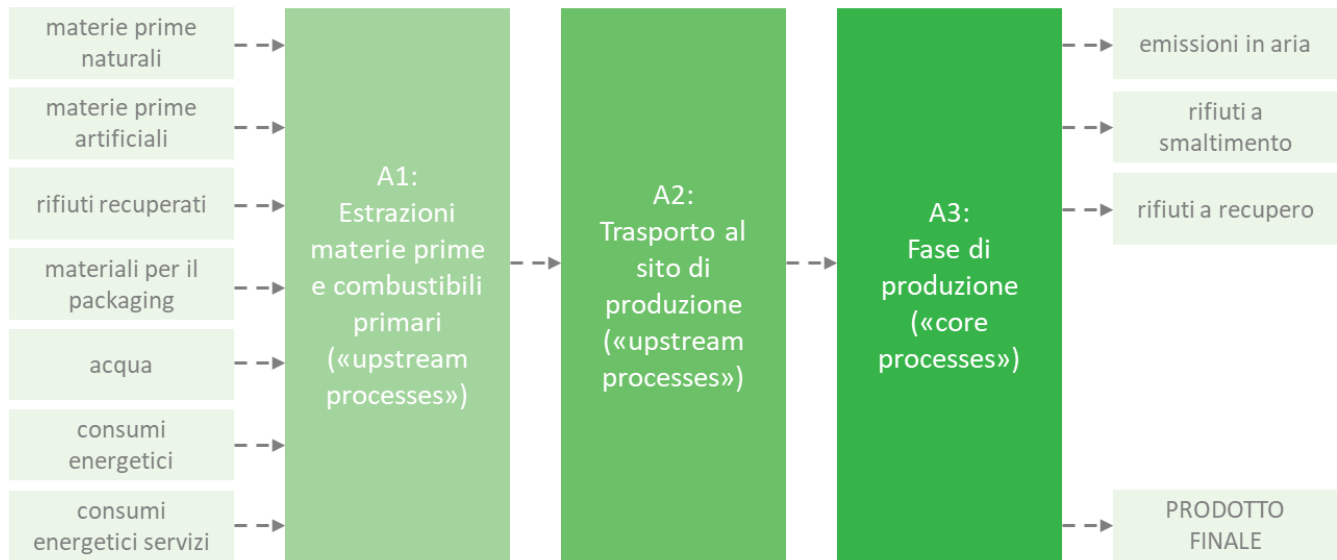 materie prime
naturali
materie prime
artificiali
rifiuti recuperati
materiali per il
packaging
acqua
consumi
energetici
consumi
energetici servizi
A1:
Estrazioni
materie prime
e combustibili
primari
(«upstream
processes»)
A2:
Trasporto al
sito di
produzione
(«upstream
processes»)
A3:
Fase di
produzione
(«core
processes»)
emissioni in aria
rifiuti a
smaltimento
rifiuti a recupero
PRODOTTO
FINALE